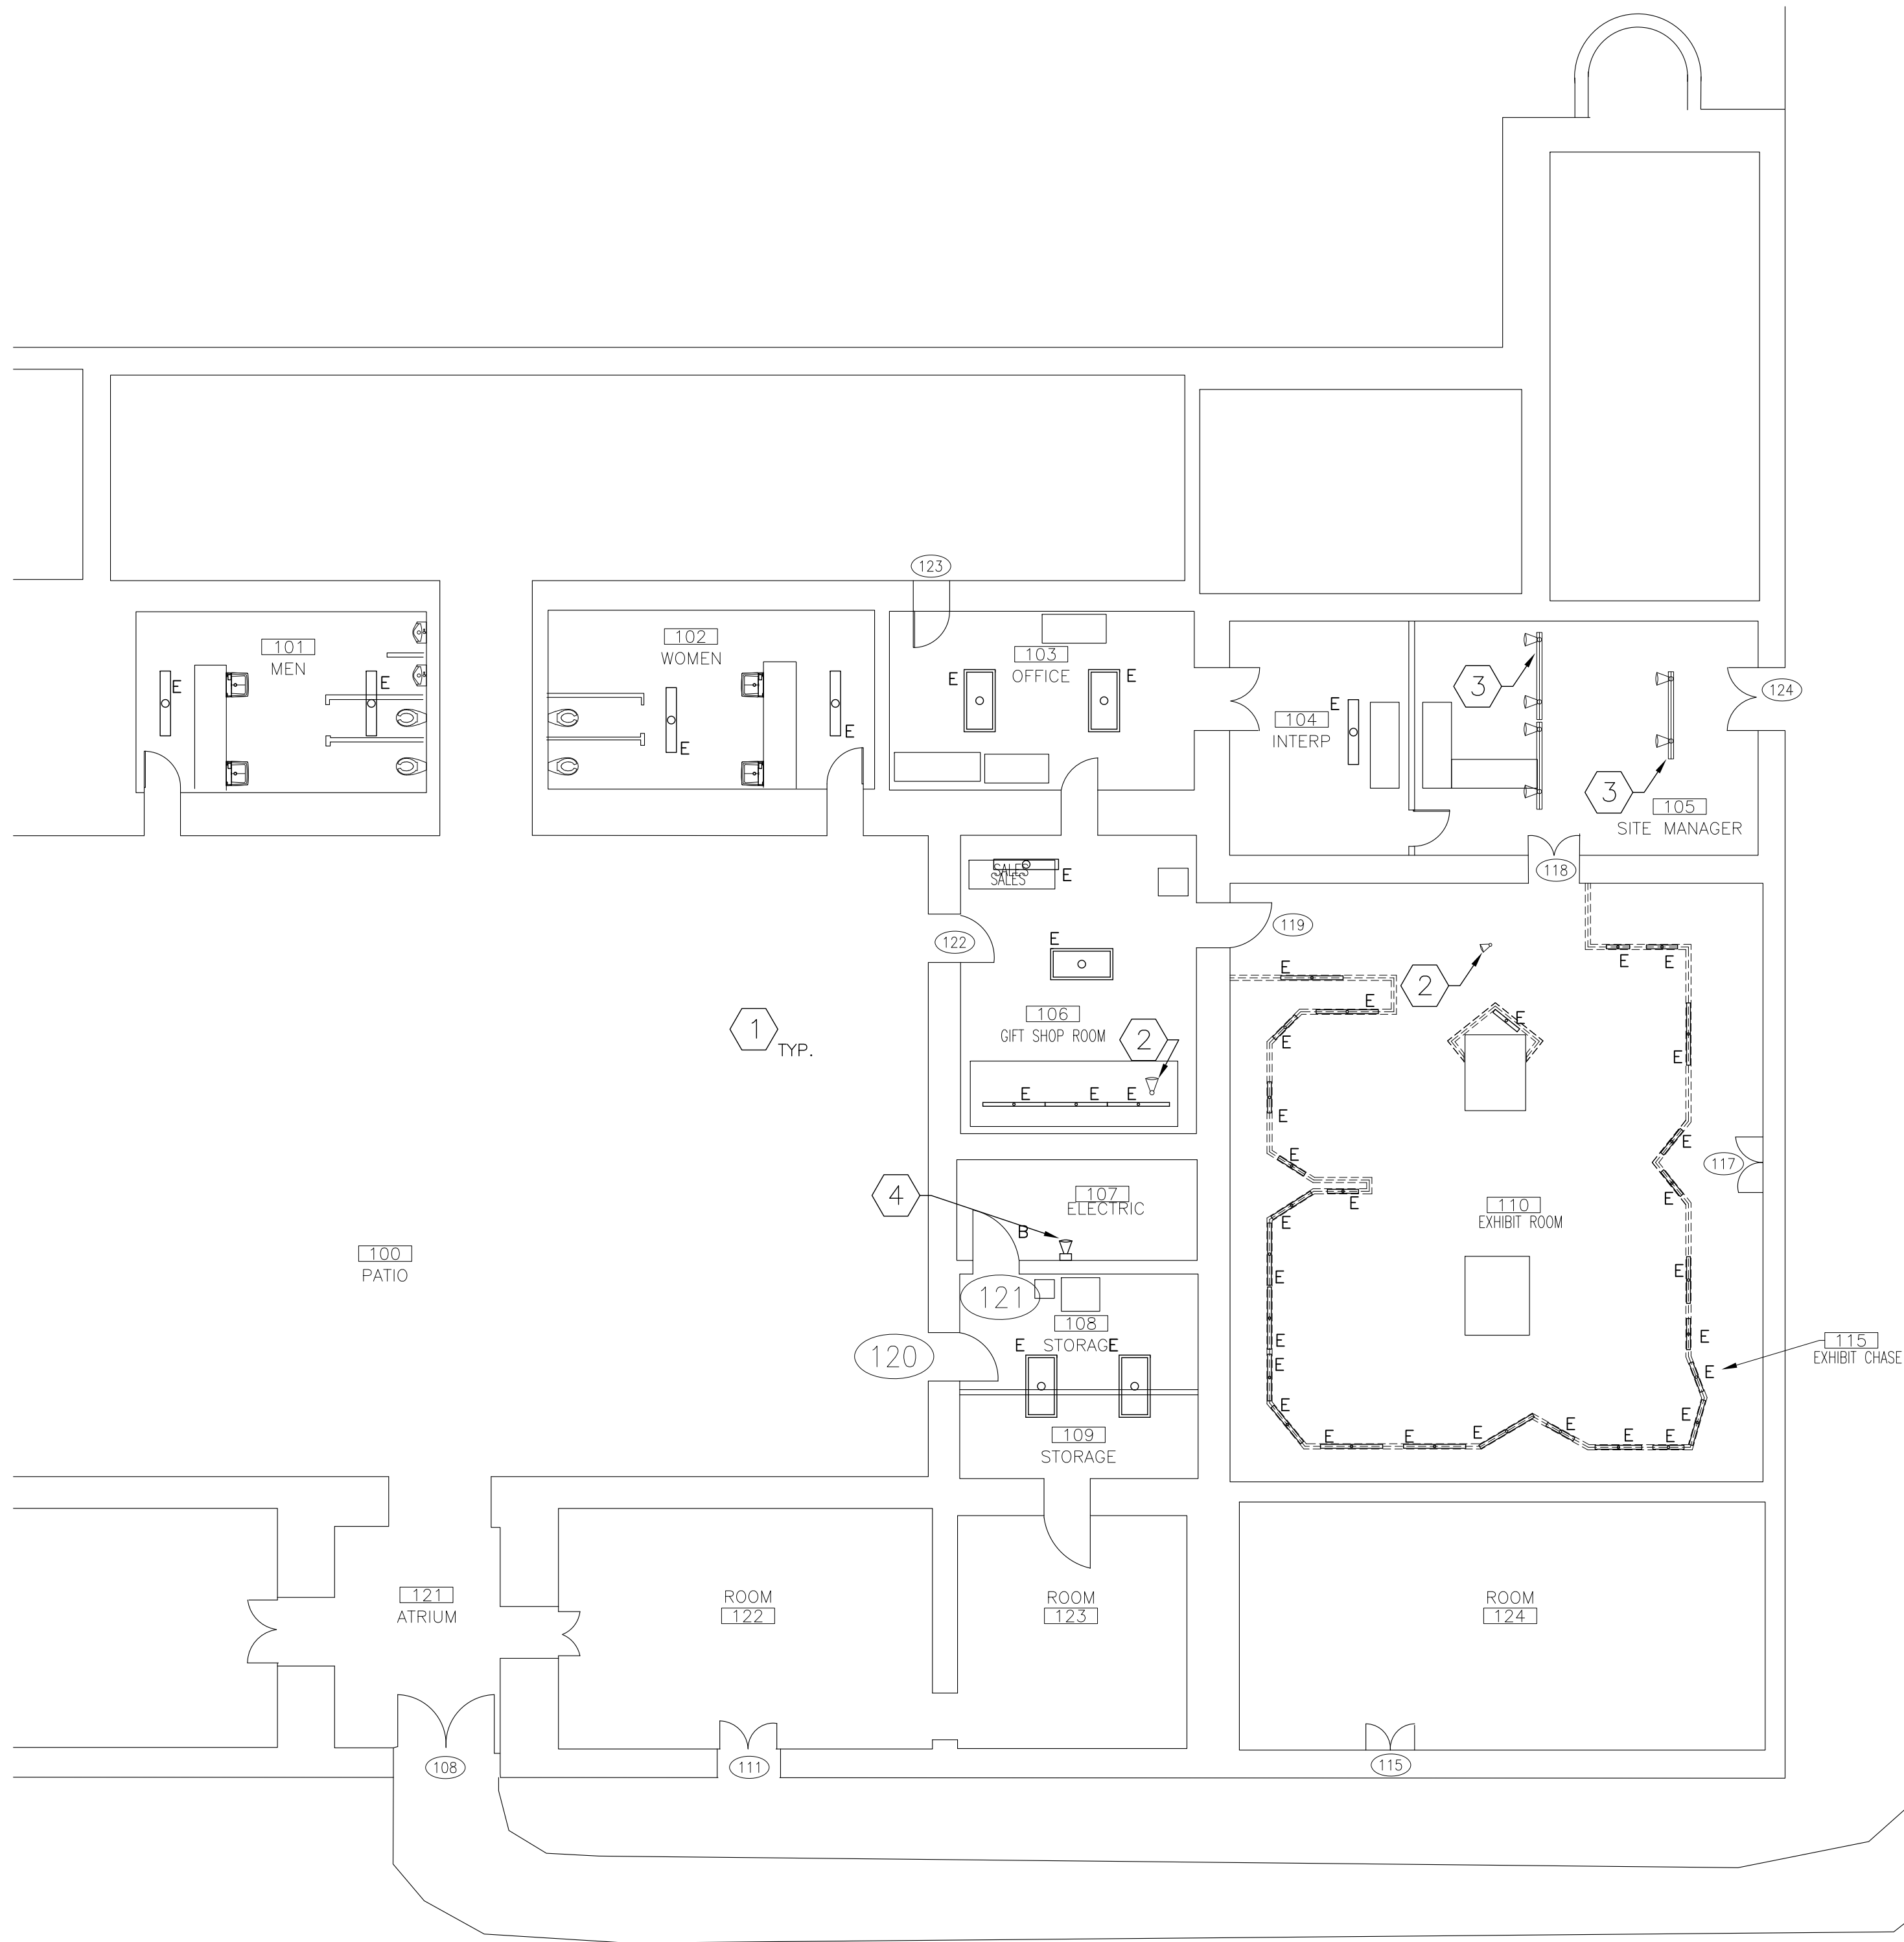 123
101
MEN
E
E
102
WOMEN
E
E
103
OFFICE
E
E
104
INTERP
E
3
3
124
105
SITE MANAGER
118
SALES
SALES
E
122
119
E
106
GIFT SHOP ROOM
2
E
E
E
1
TYP.
2
E
E
E
E
E
E
E
E
E
E
E
E
E
117
110
EXHIBIT ROOM
E
E
E
E
E
E
115
EXHIBIT CHASE
E
E
E
E
E
E
E
E
E
4
107
ELECTRIC
B
100
PATIO
121
108
STORAGE
E
E
120
109
STORAGE
121
ATRIUM
ROOM
122
ROOM
123
ROOM
124
108
111
115